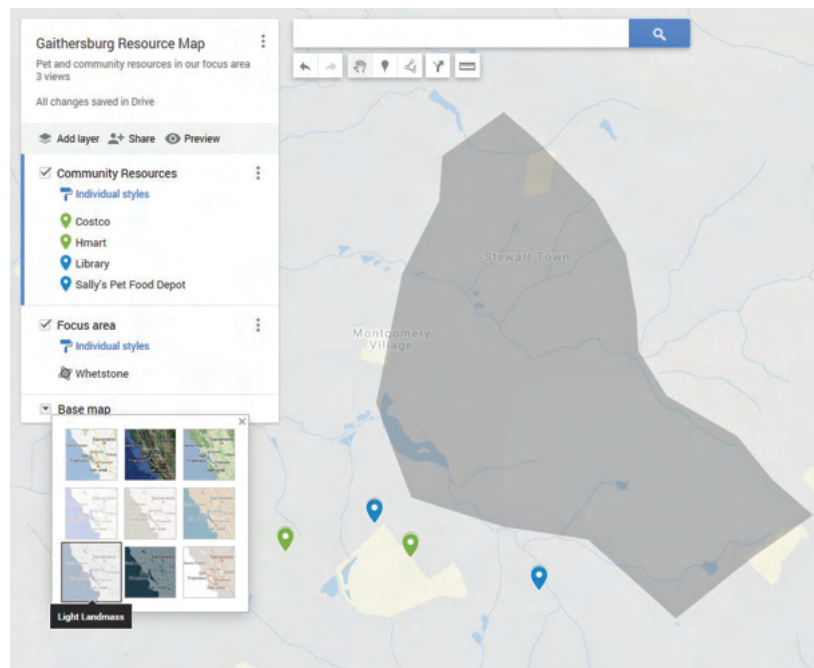 Gaithersburg Resource Map
Pet and community resources in our focus area
3 views
All changes saved in Drive
Add layer Share Preview
Community Resources
Individual styles
Costco
Hmart
Library
Sally's Pet Food Depot
Focus area
Individual styles
Whetstone
Base map
Light Landmass
Stewart Town
Montgomery
Village